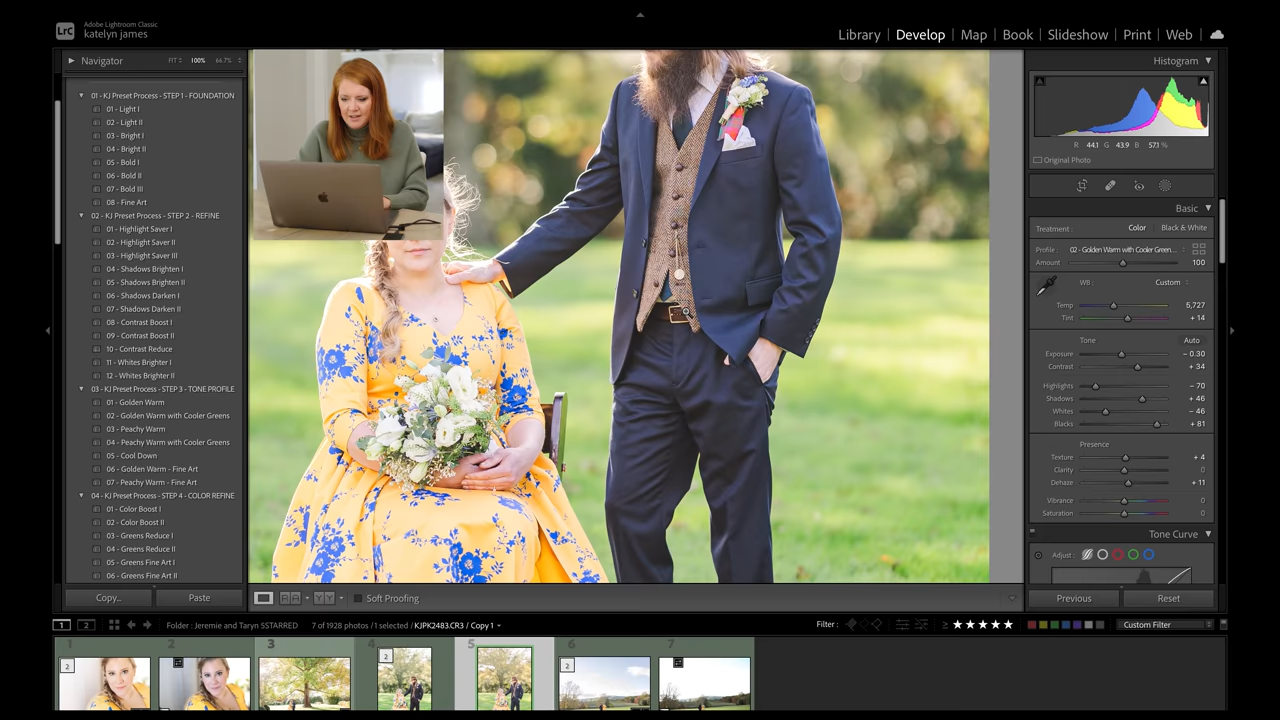 LrC
Adobe Lightroom Classic
katelyn james
Library | Develop | Map | Book | Slideshow | Print | Web
Navigator FIT 100% 66.7%
01 - KJ Preset Process - STEP 1 - FOUNDATION
01 - Light I
02 - Light II
03 - Bright I
04 - Bright II
05 - Bold I
06 - Bold II
07 - Bold III
08 - Fine Art
02 - KJ Preset Process - STEP 2 - REFINE
01 - Highlight Saver I
02 - Highlight Saver II
03 - Highlight Saver III
04 - Shadows Brighten I
05 - Shadows Brighten II
06 - Shadows Darken I
07 - Shadows Darken II
08 - Contrast Boost I
09 - Contrast Boost II
10 - Contrast Reduce
11 - Whites Brighter I
12 - Whites Brighter II
03 - KJ Preset Process - STEP 3 - TONE PROFILE
01 - Golden Warm
02 - Golden Warm with Cooler Greens
03 - Peachy Warm
04 - Peachy Warm with Cooler Greens
05 - Cool Down
06 - Golden Warm - Fine Art
07 - Peachy Warm - Fine Art
04 - KJ Preset Process - STEP 4 - COLOR REFINE
01 - Color Boost I
02 - Color Boost II
03 - Greens Reduce I
04 - Greens Reduce II
05 - Greens Fine Art I
06 - Greens Fine Art II
Copy... Paste
Soft Proofing
Histogram
R 44.1 G 43.9 B 57.1 %
Original Photo
Basic
Treatment : Color | Black & White
Profile : 02 - Golden Warm with Cooler Green...
Amount 100
WB : Custom
Temp 5,727
Tint + 14
Tone Auto
Exposure - 0.30
Contrast + 34
Highlights - 70
Shadows + 46
Whites - 46
Blacks + 81
Presence
Texture + 4
Clarity 0
Dehaze + 11
Vibrance 0
Saturation 0
Tone Curve
Adjust :
Previous Reset
1 2 Folder : Jeremie and Taryn SSTARRED 7 of 1928 photos / 1 selected / KJPK2483.CR3 / Copy 1 Filter : ≥ ★★★★★ Custom Filter
1 2 3 4 5 6 7
2 2 2